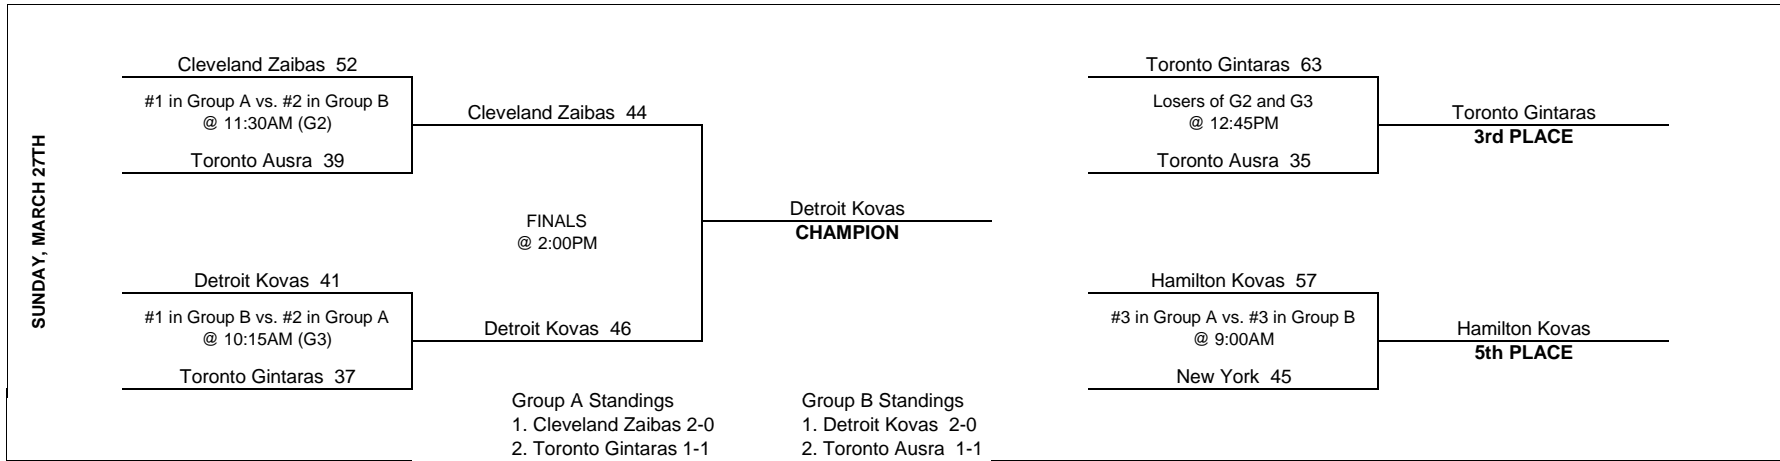 SUNDAY, MARCH 27TH
Cleveland Zaibas  52
#1 in Group A vs. #2 in Group B
@ 11:30AM (G2)
Toronto Ausra  39
Cleveland Zaibas  44
FINALS
@ 2:00PM
Detroit Kovas
CHAMPION
Detroit Kovas  41
#1 in Group B vs. #2 in Group A
@ 10:15AM (G3)
Toronto Gintaras  37
Detroit Kovas  46
Toronto Gintaras  63
Losers of G2 and G3
@ 12:45PM
Toronto Ausra  35
Toronto Gintaras
3rd PLACE
Hamilton Kovas  57
#3 in Group A vs. #3 in Group B
@ 9:00AM
New York  45
Hamilton Kovas
5th PLACE
Group A Standings
1. Cleveland Zaibas 2-0
2. Toronto Gintaras 1-1
Group B Standings
1. Detroit Kovas  2-0
2. Toronto Ausra  1-1